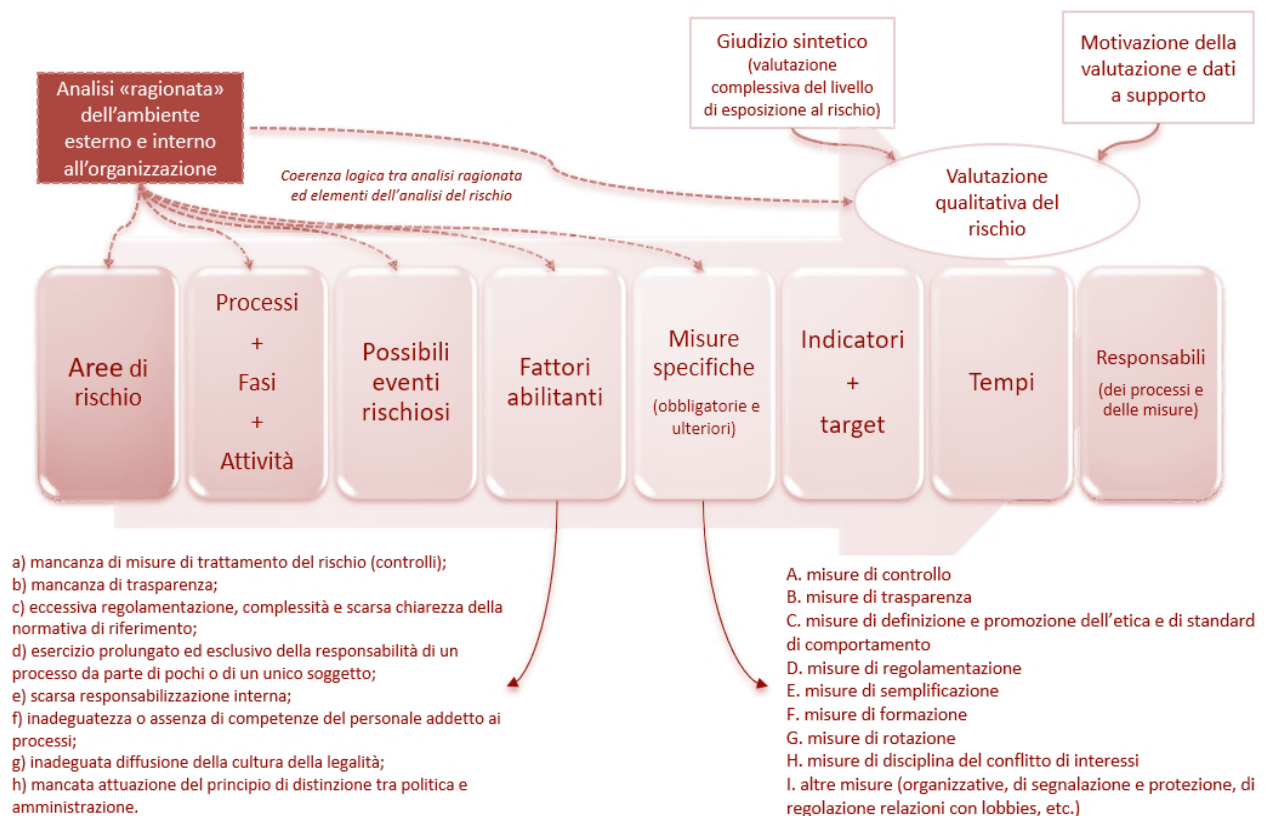 Analisi «ragionata»
dell'ambiente
esterno e interno
all'organizzazione
Giudizio sintetico
(valutazione
complessiva del livello
di esposizione al rischio)
Motivazione della
valutazione e dati
a supporto
Coerenza logica tra analisi ragionata
ed elementi dell'analisi del rischio
Valutazione
qualitativa del
rischio
Aree di
rischio
Processi
+
Fasi
+
Attività
Possibili
eventi
rischiosi
Fattori
abilitanti
Misure
specifiche
(obbligatorie e
ulteriori)
Indicatori
+
target
Tempi
Responsabili
(dei processi e
delle misure)
a) mancanza di misure di trattamento del rischio (controlli);
b) mancanza di trasparenza;
c) eccessiva regolamentazione, complessità e scarsa chiarezza della
normativa di riferimento;
d) esercizio prolungato ed esclusivo della responsabilità di un
processo da parte di pochi o di un unico soggetto;
e) scarsa responsabilizzazione interna;
f) inadeguatezza o assenza di competenze del personale addetto ai
processi;
g) inadeguata diffusione della cultura della legalità;
h) mancata attuazione del principio di distinzione tra politica e
amministrazione.
A. misure di controllo
B. misure di trasparenza
C. misure di definizione e promozione dell'etica e di standard
di comportamento
D. misure di regolamentazione
E. misure di semplificazione
F. misure di formazione
G. misure di rotazione
H. misure di disciplina del conflitto di interessi
I. altre misure (organizzative, di segnalazione e protezione, di
regolazione relazioni con lobbies, etc.)